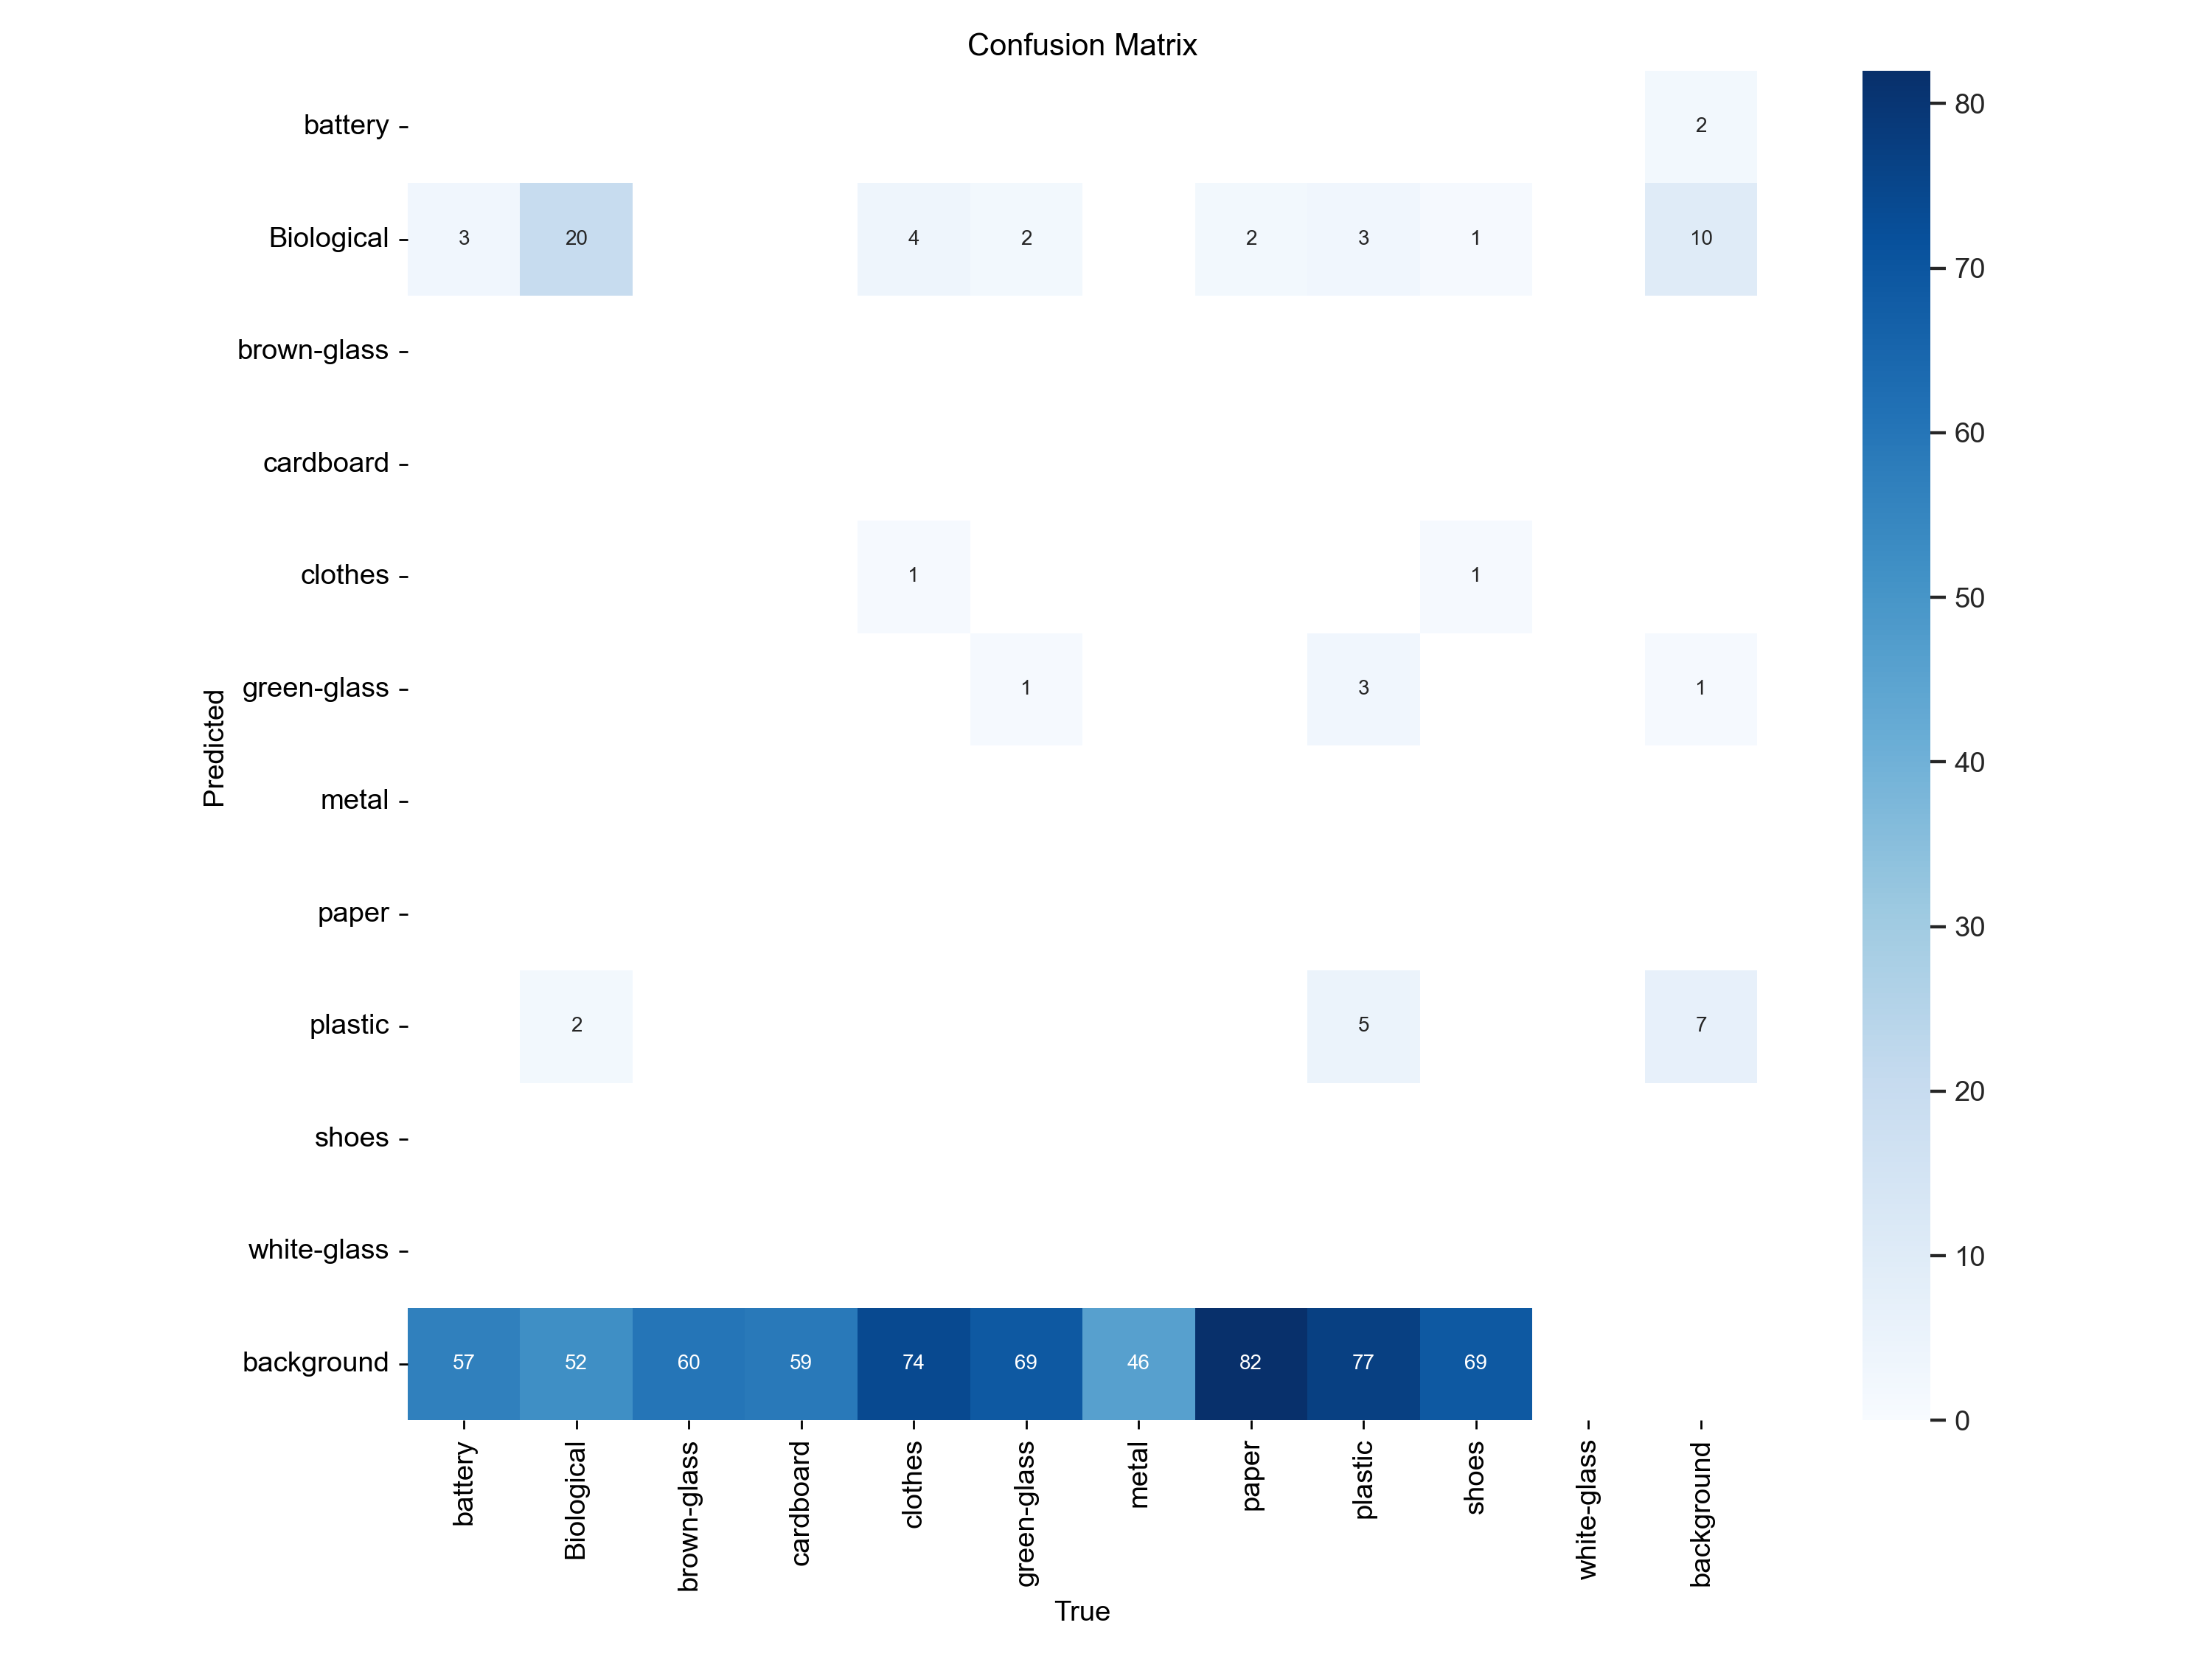 Confusion Matrix
battery
2
80
Biological
3 20 4 2 2 3 1 10
70
brown-glass
60
cardboard
50
clothes
1 1
green-glass
1 3 1
Predicted
40
metal
paper
30
plastic
2 5 7
20
shoes
white-glass
10
background
57 52 60 59 74 69 46 82 77 69
0
battery
Biological
brown-glass
cardboard
clothes
green-glass
metal
paper
plastic
shoes
white-glass
background
True